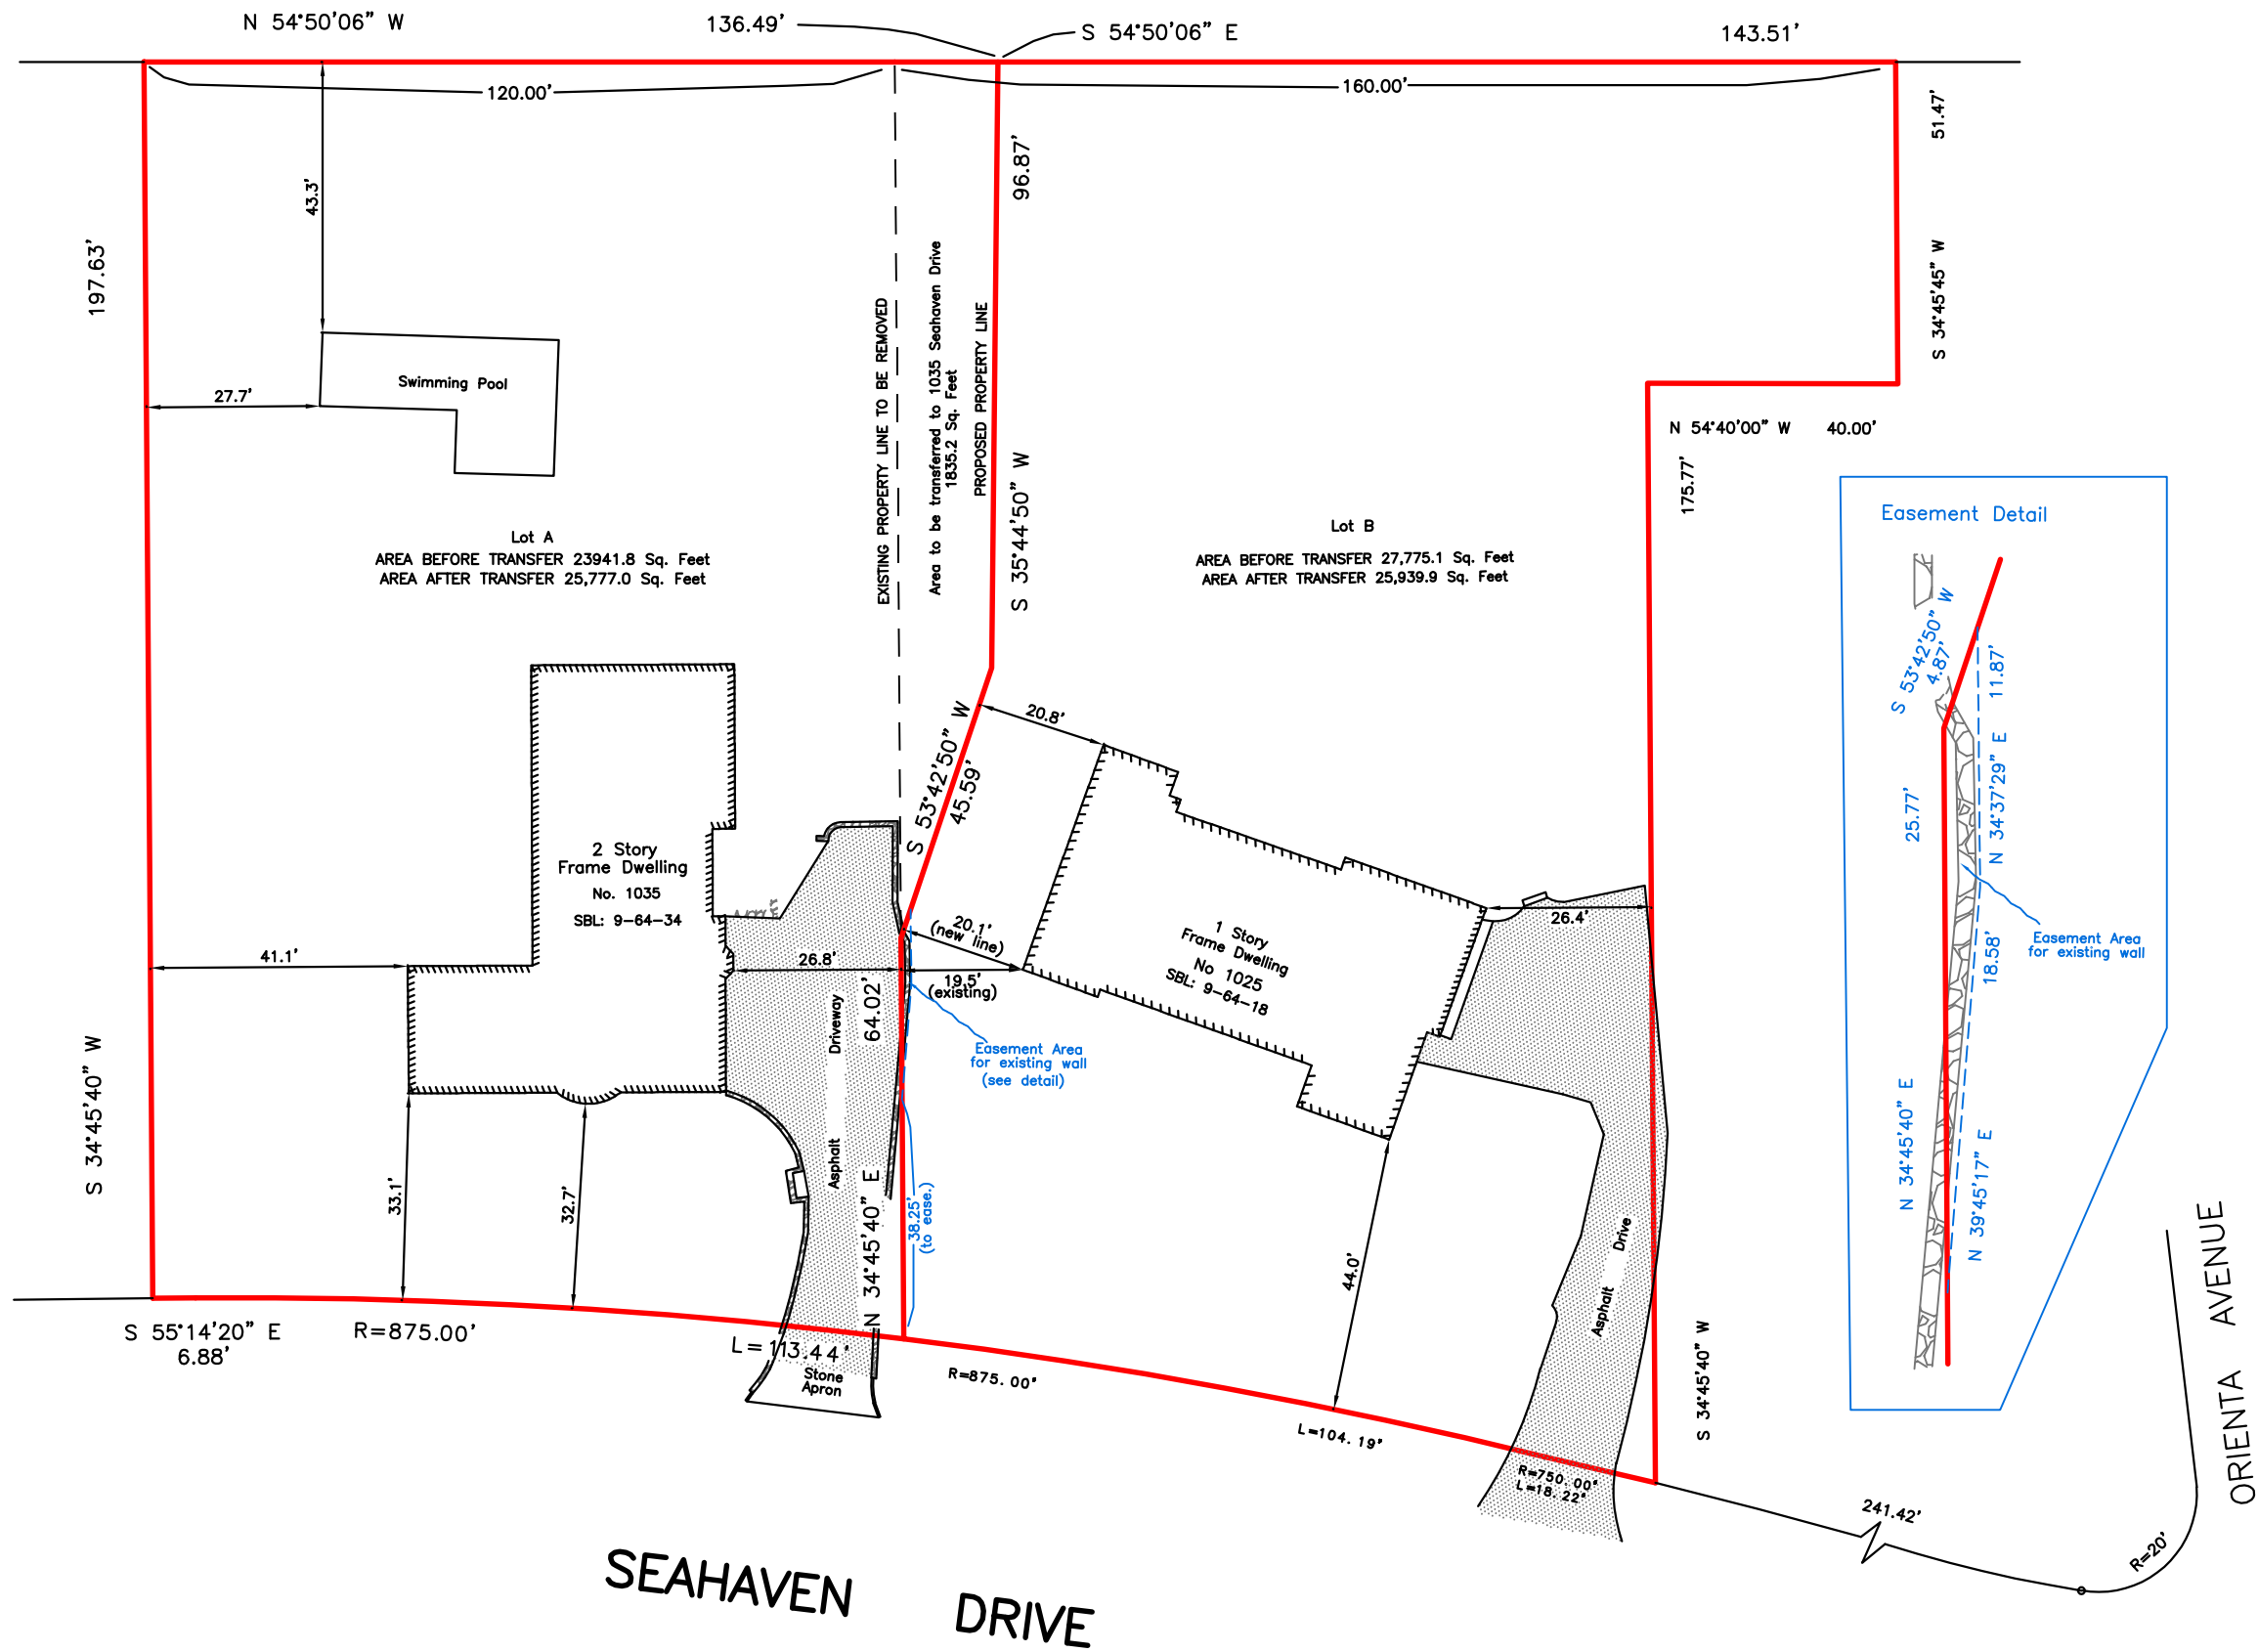 N 54°50'06" W
136.49'
S 54°50'06" E
143.51'
120.00'
160.00'
51.47'
S 34°45'45" W
43.3'
96.87'
197.63'
27.7'
Swimming Pool
EXISTING PROPERTY LINE TO BE REMOVED
Area to be transferred to 1035 Seahaven Drive
1835.2 Sq. Feet
PROPOSED PROPERTY LINE
S 35°44'50" W
N 54°40'00" W 40.00'
175.77'
Lot A
AREA BEFORE TRANSFER 23941.8 Sq. Feet
AREA AFTER TRANSFER 25,777.0 Sq. Feet
Lot B
AREA BEFORE TRANSFER 27,775.1 Sq. Feet
AREA AFTER TRANSFER 25,939.9 Sq. Feet
Easement Detail
S 53°42'50" W
4.87'
11.87'
N 34°37'29" E
25.77'
18.58'
Easement Area
for existing wall
N 34°45'40" E
N 39°45'17" E
S 53°42'50" W
45.59'
20.8'
2 Story
Frame Dwelling
No. 1035
SBL: 9-64-34
41.1'
26.8'
20.1'
(new line)
19.5'
(existing)
1 Story
Frame Dwelling
No 1025
SBL: 9-64-18
26.4'
Asphalt Driveway
64.02'
Easement Area
for existing wall
(see detail)
N 34°45'40" E
38.25'
(to ease.)
S 34°45'40" W
33.1'
32.7'
44.0'
Asphalt Drive
S 34°45'40" W
S 55°14'20" E
6.88'
R=875.00'
L=113.44'
Stone
Apron
R=875.00'
L=104.19'
R=750.00'
L=18.22'
241.42'
R=20'
ORIENTA AVENUE
SEAHAVEN DRIVE